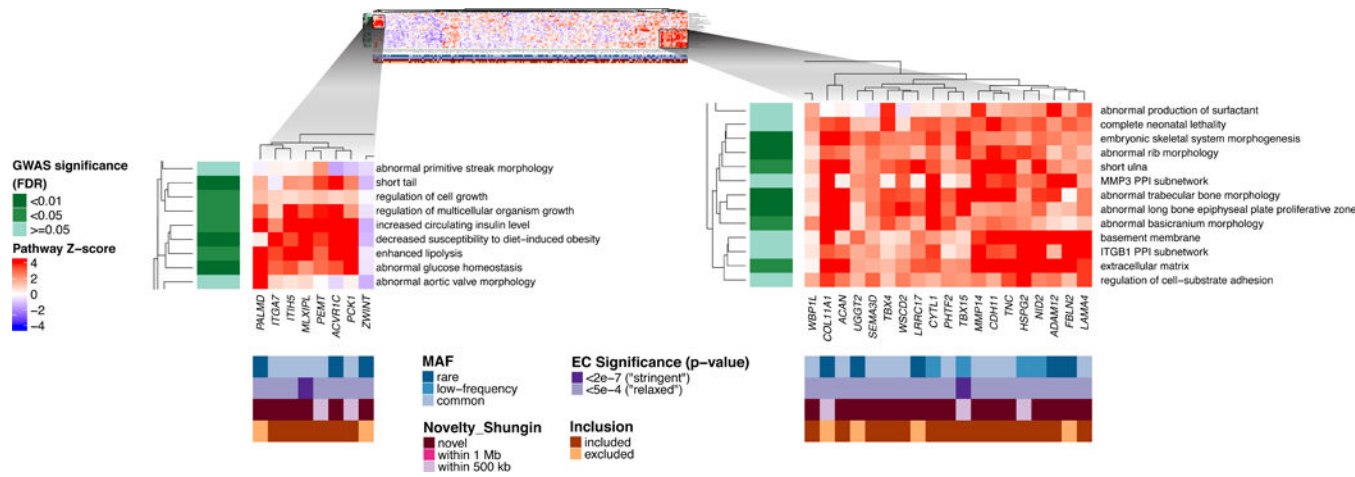 GWAS significance
(FDR)
<0.01
<0.05
>=0.05
Pathway Z-score
4
2
0
-2
-4
abnormal primitive streak morphology
short tail
regulation of cell growth
regulation of multicellular organism growth
increased circulating insulin level
decreased susceptibility to diet-induced obesity
enhanced lipolysis
abnormal glucose homeostasis
abnormal aortic valve morphology
PALMD
ITGA7
ITIH5
MLXIPL
PEMT
ACVR1C
PCK1
ZWINT
abnormal production of surfactant
complete neonatal lethality
embryonic skeletal system morphogenesis
abnormal rib morphology
short ulna
MMP3 PPI subnetwork
abnormal trabecular bone morphology
abnormal long bone epiphyseal plate proliferative zone
abnormal basicranium morphology
basement membrane
ITGB1 PPI subnetwork
extracellular matrix
regulation of cell-substrate adhesion
WBP1L
COL11A1
ACAN
UGGT2
SEMA3D
TBX4
WSCD2
LRRC17
CYTL1
PHTF2
TBX15
MMP14
CDH11
TNC
HSPG2
NID2
ADAM12
FBLN2
LAMA4
MAF
rare
low-frequency
common
EC Significance (p-value)
<2e-7 ("stringent")
<5e-4 ("relaxed")
Novelty_Shungin
novel
within 1 Mb
within 500 kb
Inclusion
included
excluded